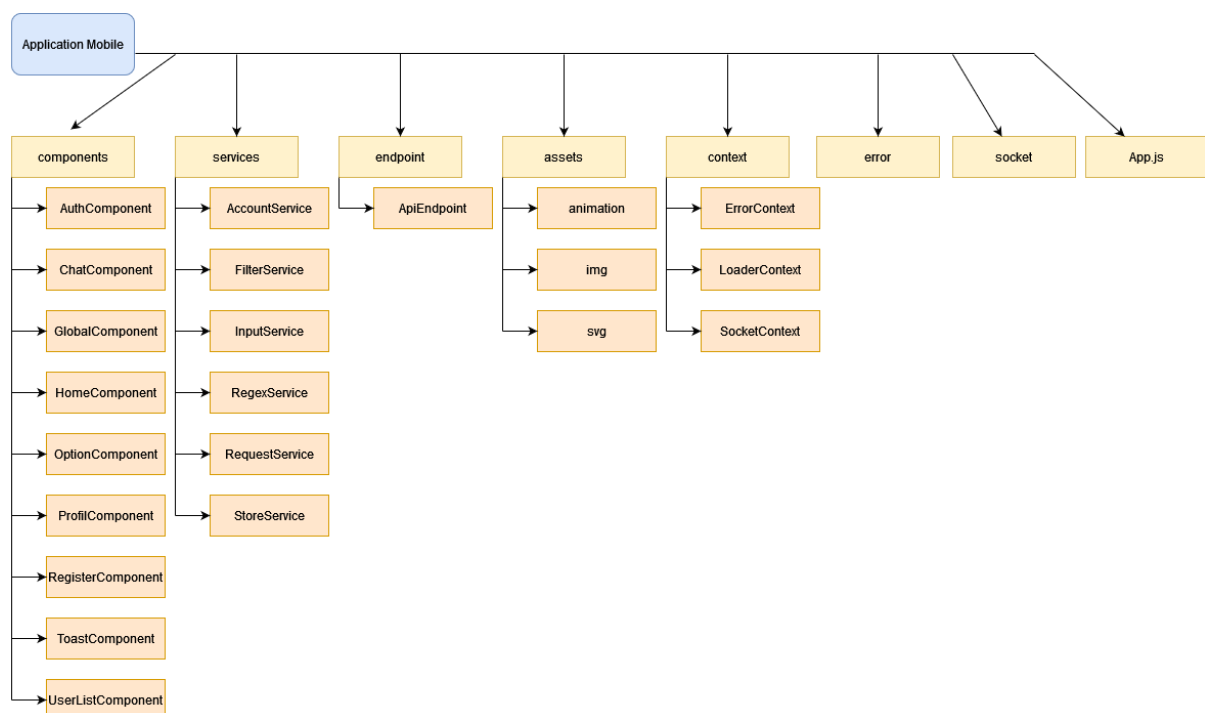 Application Mobile
components
services
endpoint
assets
context
error
socket
App.js
AuthComponent
ChatComponent
GlobalComponent
HomeComponent
OptionComponent
ProfilComponent
RegisterComponent
ToastComponent
UserListComponent
AccountService
FilterService
InputService
RegexService
RequestService
StoreService
ApiEndpoint
animation
img
svg
ErrorContext
LoaderContext
SocketContext